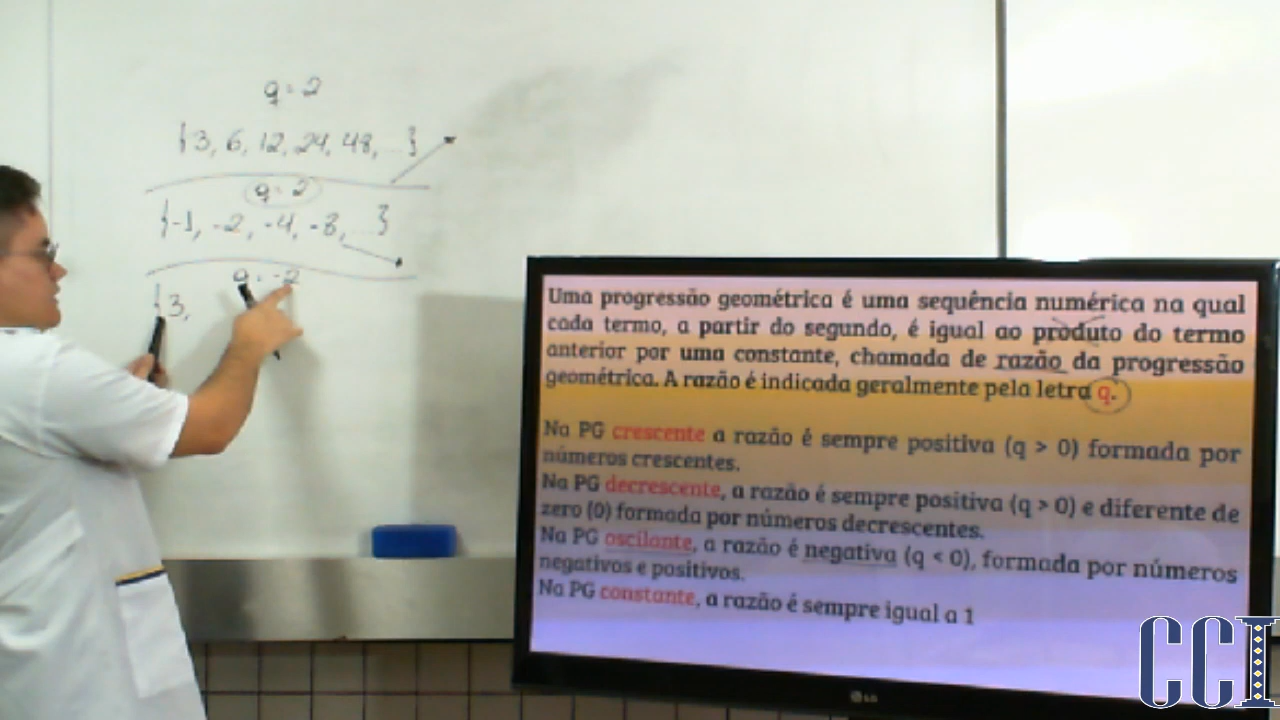 q = 2
{3, 6, 12, 24, 48, ... }
q = 2
{-1, -2, -4, -8, ... }
q = -2
{ 3,
Uma progressão geométrica é uma sequência numérica na qual
cada termo, a partir do segundo, é igual ao produto do termo
anterior por uma constante, chamada de razão da progressão
geométrica. A razão é indicada geralmente pela letra q.
Na PG crescente a razão é sempre positiva (q > 0) formada por
números crescentes.
Na PG decrescente, a razão é sempre positiva (q > 0) e diferente de
zero (0) formada por números decrescentes.
Na PG oscilante, a razão é negativa (q < 0), formada por números
negativos e positivos.
Na PG constante, a razão é sempre igual a 1
LG
CCI